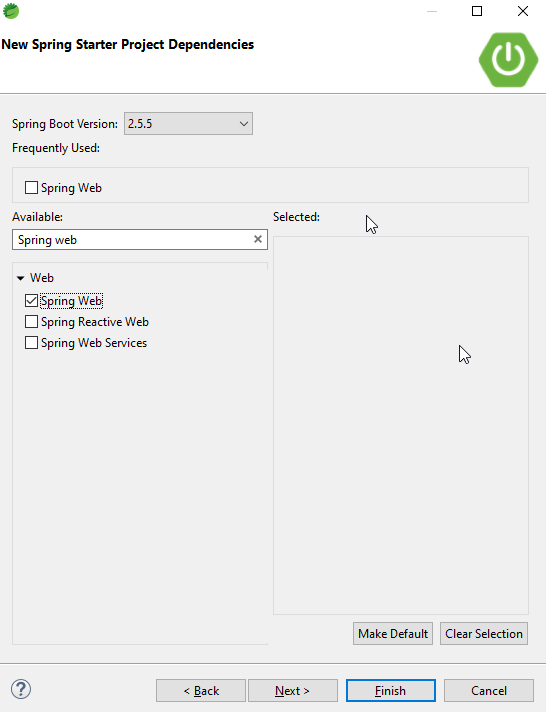 New Spring Starter Project Dependencies
Spring Boot Version: 2.5.5
Frequently Used:
Spring Web
Available:
Selected:
Spring web
Web
Spring Web
Spring Reactive Web
Spring Web Services
Make Default
Clear Selection
?
< Back
Next >
Finish
Cancel